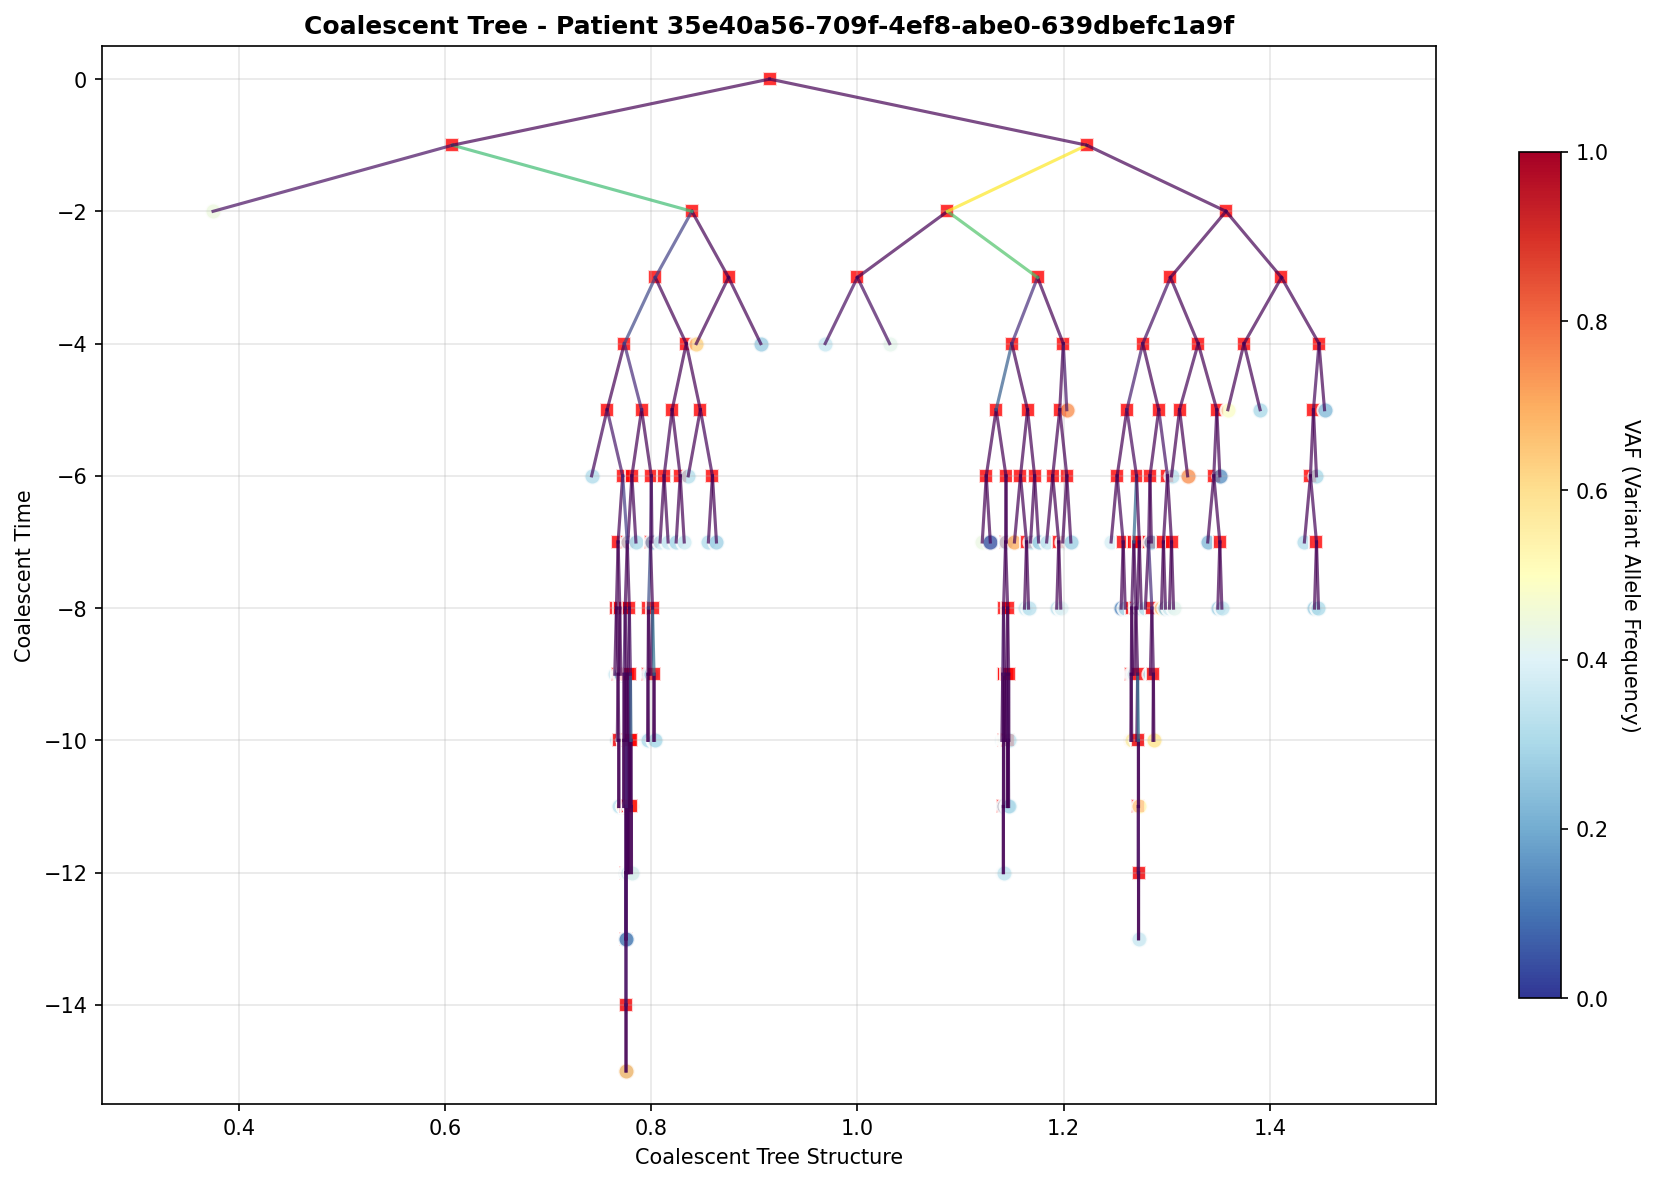 Coalescent Tree - Patient 35e40a56-709f-4ef8-abe0-639dbefc1a9f
0
−2
−4
−6
−8
−10
−12
−14
Coalescent Time
0.4 0.6 0.8 1.0 1.2 1.4
Coalescent Tree Structure
1.0
0.8
0.6
0.4
0.2
0.0
VAF (Variant Allele Frequency)